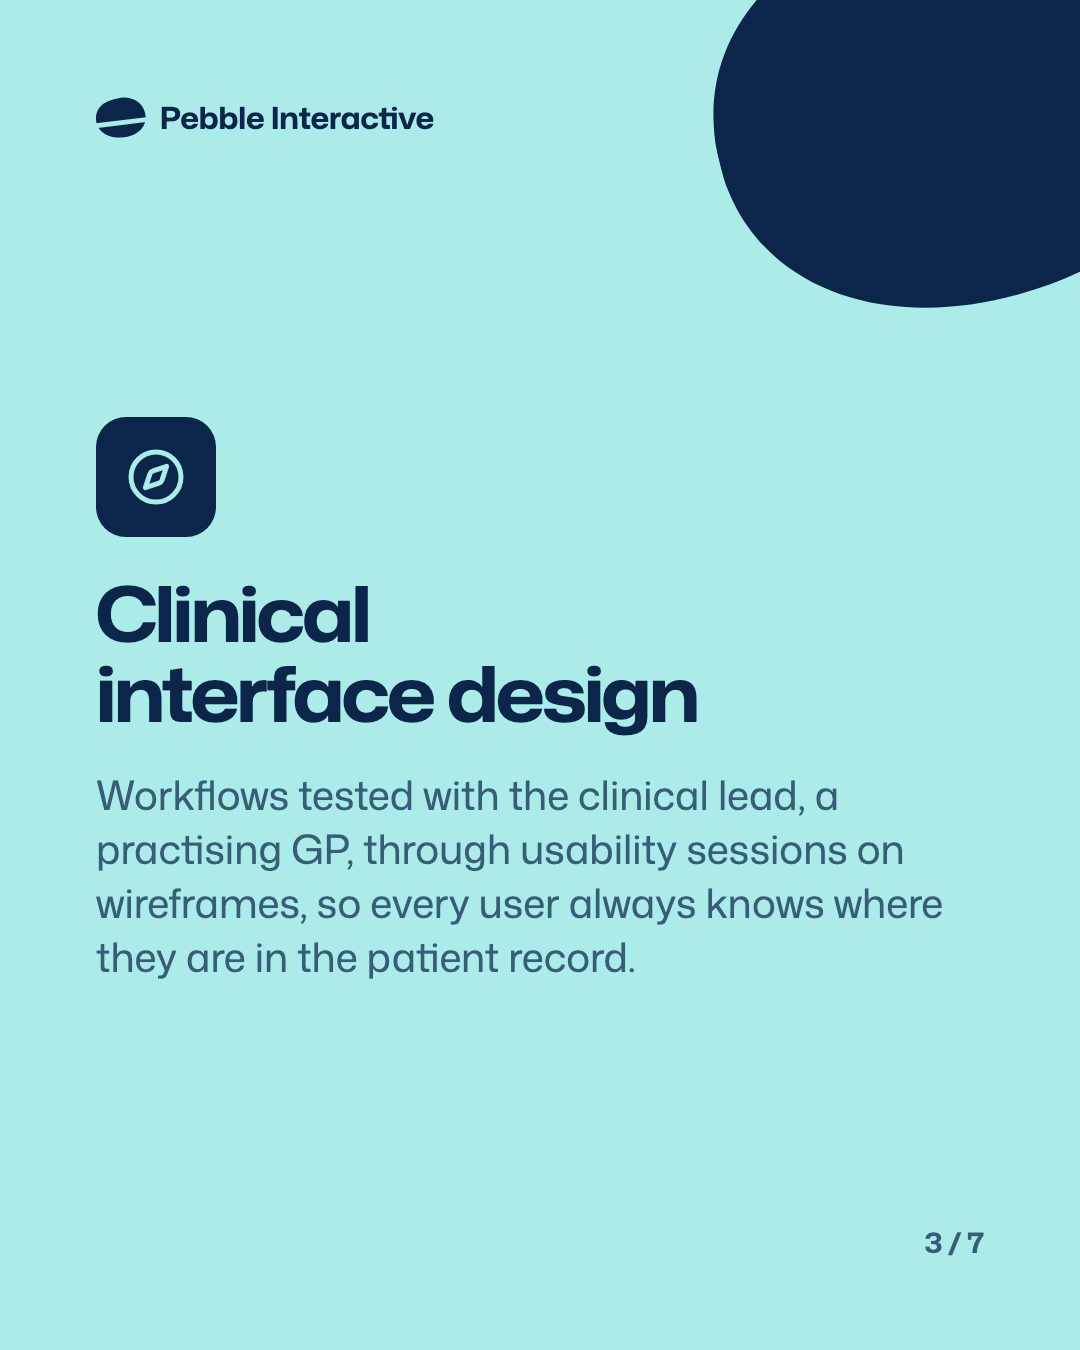 Pebble Interactive
Clinical
interface design
Workflows tested with the clinical lead, a
practising GP, through usability sessions on
wireframes, so every user always knows where
they are in the patient record.
3 / 7